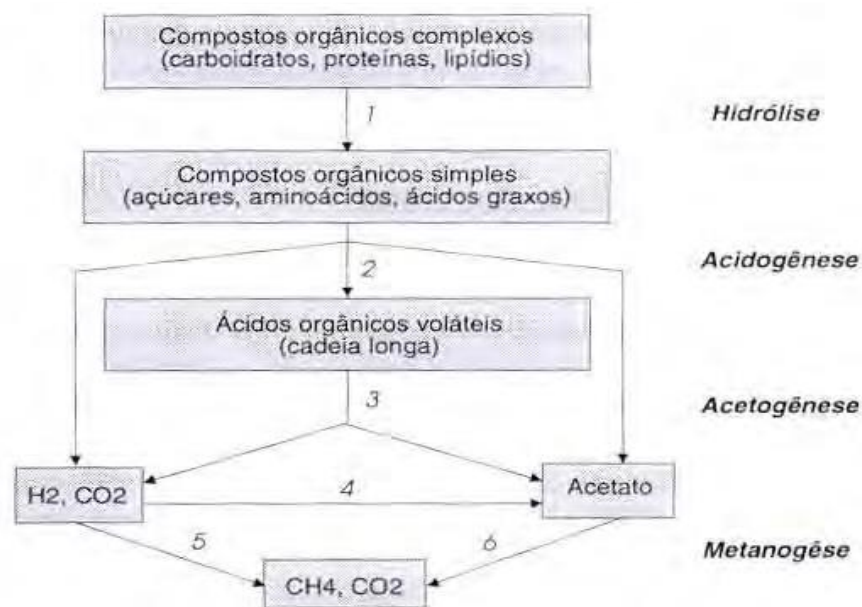 Compostos orgânicos complexos
(carboidratos, proteínas, lipídios)
1
Hidrólise
Compostos orgânicos simples
(açúcares, aminoácidos, ácidos graxos)
2
Acidogênese
Ácidos orgânicos voláteis
(cadeia longa)
3
Acetogênese
H2, CO2
4
Acetato
5
6
Metanogêse
CH4, CO2